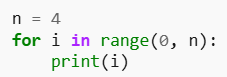 n = 4
for i in range(0, n):
    print(i)